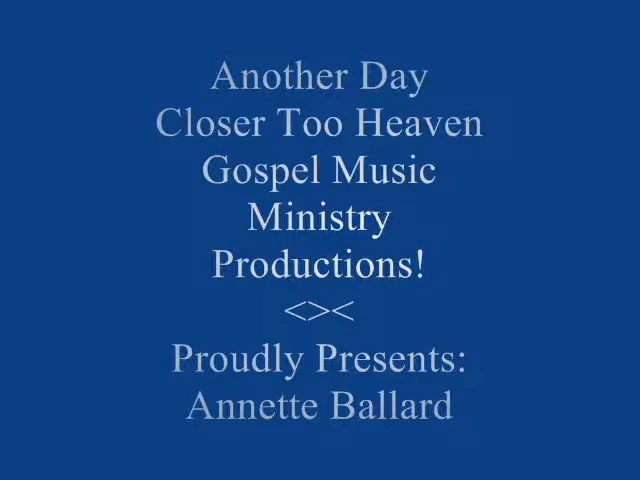 Another Day
Closer Too Heaven
Gospel Music
Ministry
Productions!
<><
Proudly Presents:
Annette Ballard